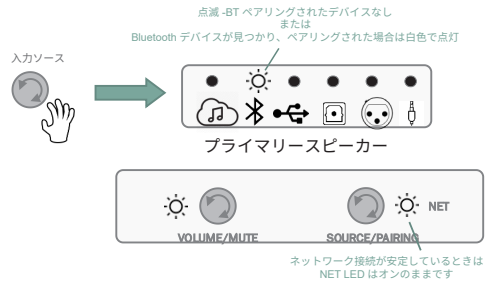 点滅 -BT ペアリングされたデバイスなし
または
Bluetooth デバイスが見つかり、ペアリングされた場合は白色で点灯
入力ソース
プライマリースピーカー
NET
VOLUME/MUTE
SOURCE/PAIRING
ネットワーク接続が安定しているときは
NET LED はオンのままです